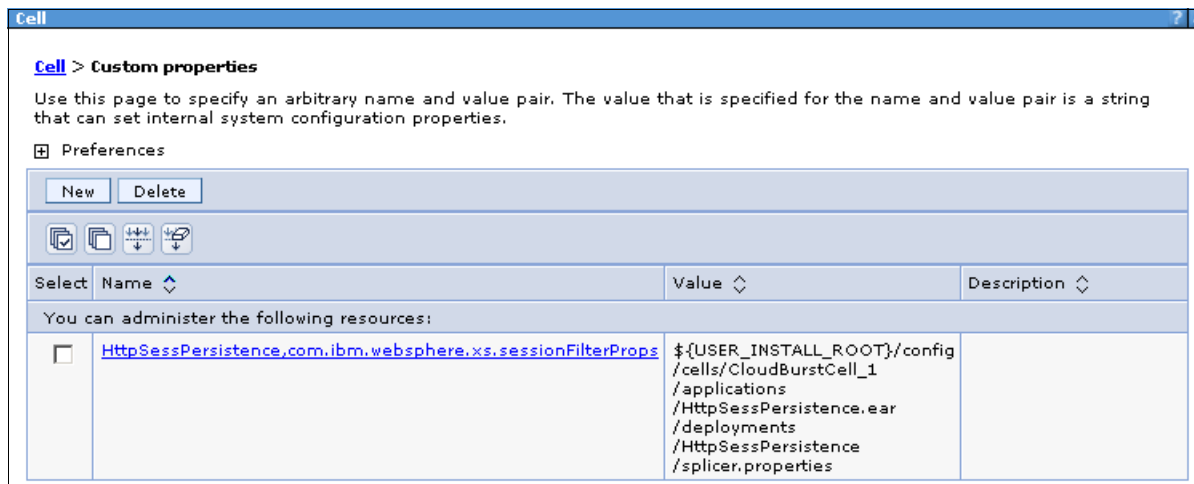 Cell ?
Cell > Custom properties
Use this page to specify an arbitrary name and value pair. The value that is specified for the name and value pair is a string
that can set internal system configuration properties.
Preferences
New Delete
Select Name Value Description
You can administer the following resources:
HttpSessPersistence,com.ibm.websphere.xs.sessionFilterProps ${USER_INSTALL_ROOT}/config
/cells/CloudBurstCell_1
/applications
/HttpSessPersistence.ear
/deployments
/HttpSessPersistence
/splicer.properties